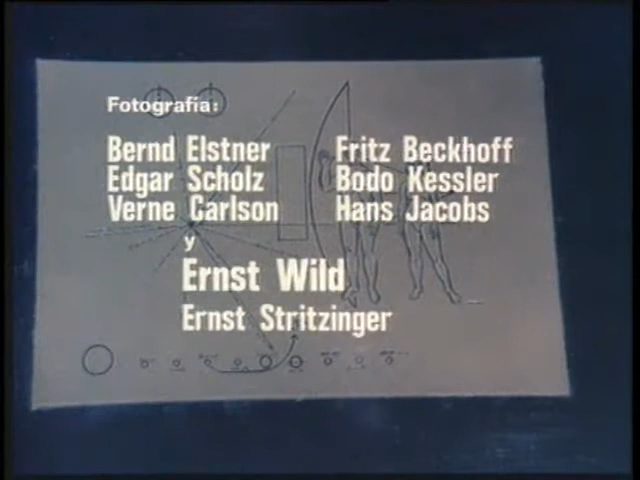 Fotografía:
Bernd Elstner
Edgar Scholz
Verne Carlson
Fritz Beckhoff
Bodo Kessler
Hans Jacobs
y
Ernst Wild
Ernst Stritzinger